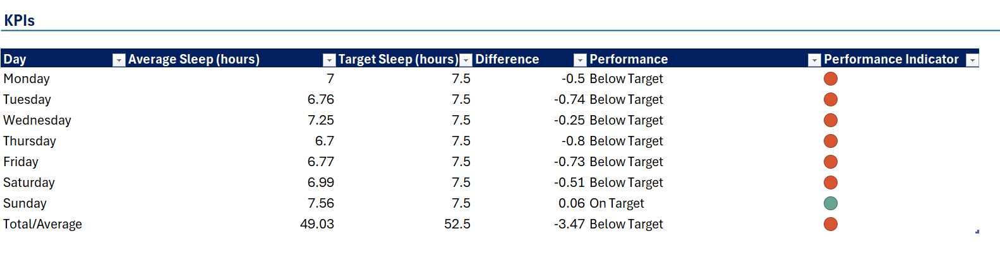 KPIs
Day Average Sleep (hours) Target Sleep (hours) Difference Performance Performance Indicator
Monday 7 7.5 -0.5 Below Target
Tuesday 6.76 7.5 -0.74 Below Target
Wednesday 7.25 7.5 -0.25 Below Target
Thursday 6.7 7.5 -0.8 Below Target
Friday 6.77 7.5 -0.73 Below Target
Saturday 6.99 7.5 -0.51 Below Target
Sunday 7.56 7.5 0.06 On Target
Total/Average 49.03 52.5 -3.47 Below Target